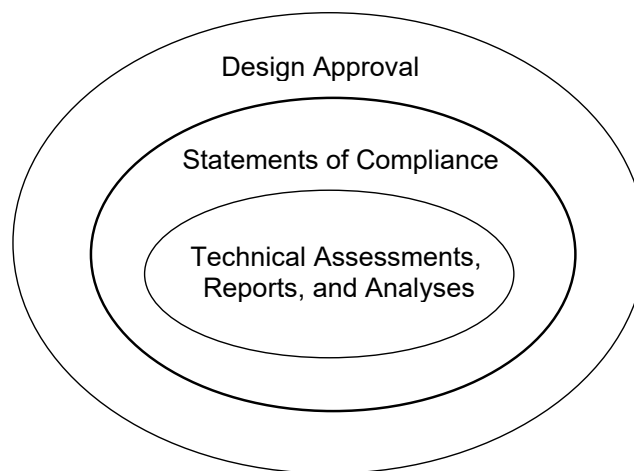 Design Approval
Statements of Compliance
Technical Assessments,
Reports, and Analyses